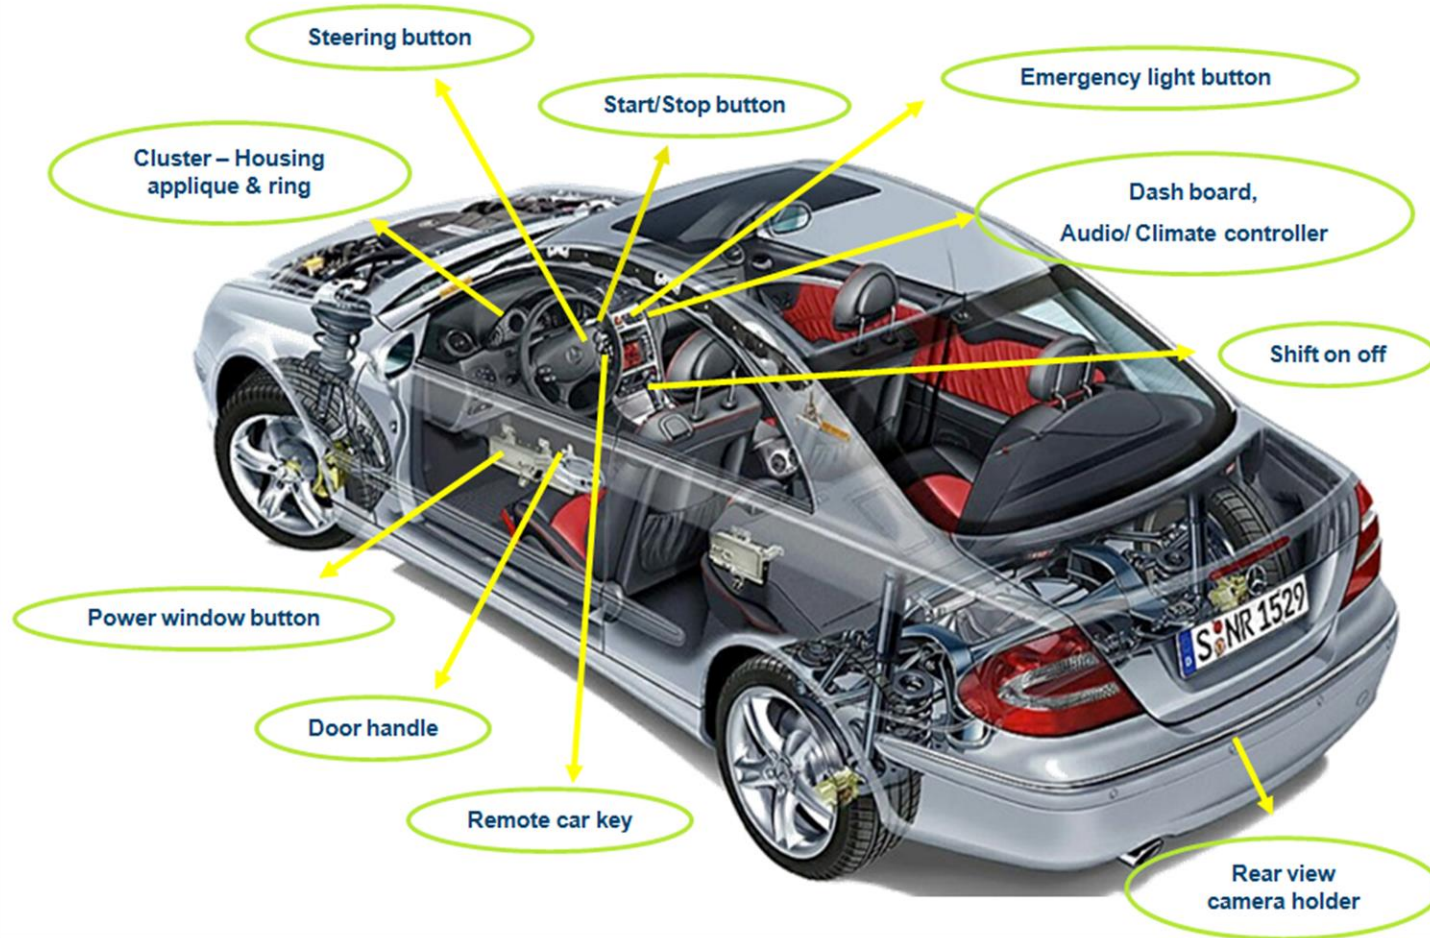 Steering button
Emergency light button
Start/Stop button
Cluster – Housing
applique & ring
Dash board,
Audio/ Climate controller
Shift on off
Power window button
S NR 1529
Door handle
Remote car key
Rear view
camera holder